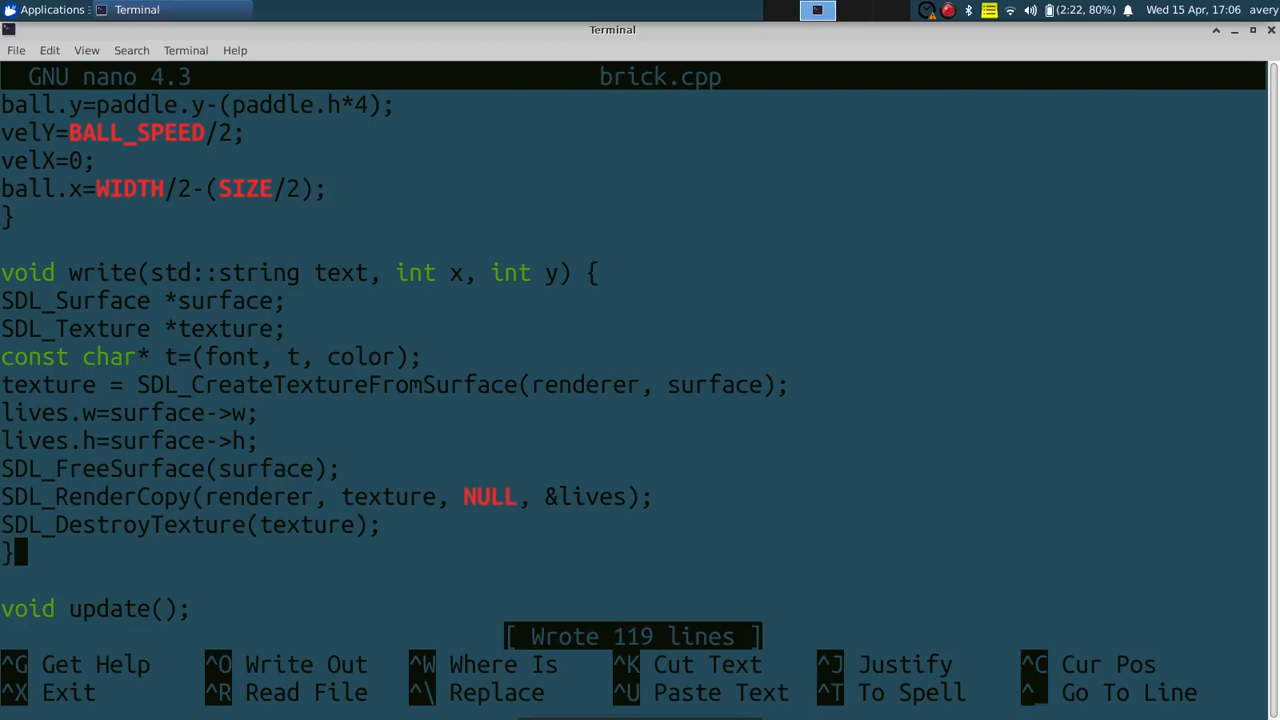 Applications Terminal (2:22, 80%) Wed 15 Apr, 17:06 avery
Terminal
File Edit View Search Terminal Help
GNU nano 4.3 brick.cpp
ball.y=paddle.y-(paddle.h*4);
velY=BALL_SPEED/2;
velX=0;
ball.x=WIDTH/2-(SIZE/2);
}
void write(std::string text, int x, int y) {
SDL_Surface *surface;
SDL_Texture *texture;
const char* t=(font, t, color);
texture = SDL_CreateTextureFromSurface(renderer, surface);
lives.w=surface->w;
lives.h=surface->h;
SDL_FreeSurface(surface);
SDL_RenderCopy(renderer, texture, NULL, &lives);
SDL_DestroyTexture(texture);
}
void update();
[ Wrote 119 lines ]
^G Get Help ^O Write Out ^W Where Is ^K Cut Text ^J Justify ^C Cur Pos
^X Exit ^R Read File ^\ Replace ^U Paste Text ^T To Spell ^_ Go To Line